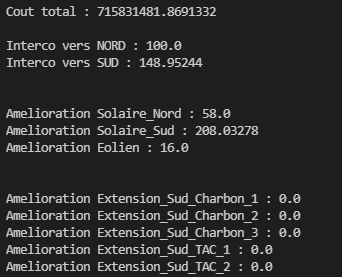 Cout total : 715831481.8691332
Interco vers NORD : 100.0
Interco vers SUD : 148.95244
Amelioration Solaire_Nord : 58.0
Amelioration Solaire_Sud : 208.03278
Amelioration Eolien : 16.0
Amelioration Extension_Sud_Charbon_1 : 0.0
Amelioration Extension_Sud_Charbon_2 : 0.0
Amelioration Extension_Sud_Charbon_3 : 0.0
Amelioration Extension_Sud_TAC_1 : 0.0
Amelioration Extension_Sud_TAC_2 : 0.0